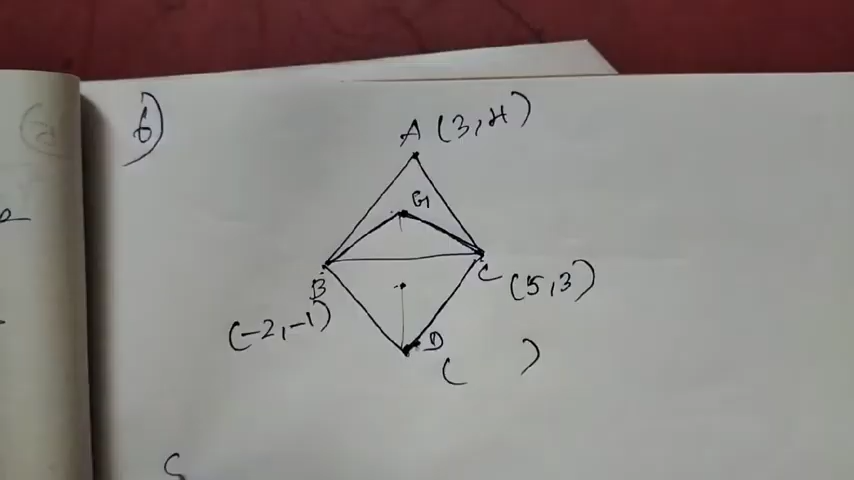 6)
A (3,4)
G
B
C (5,3)
(-2,-1)
D
( )